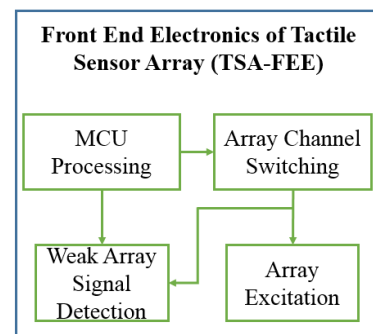 Front End Electronics of Tactile
Sensor Array (TSA-FEE)
MCU
Processing
Array Channel
Switching
Weak Array
Signal
Detection
Array
Excitation